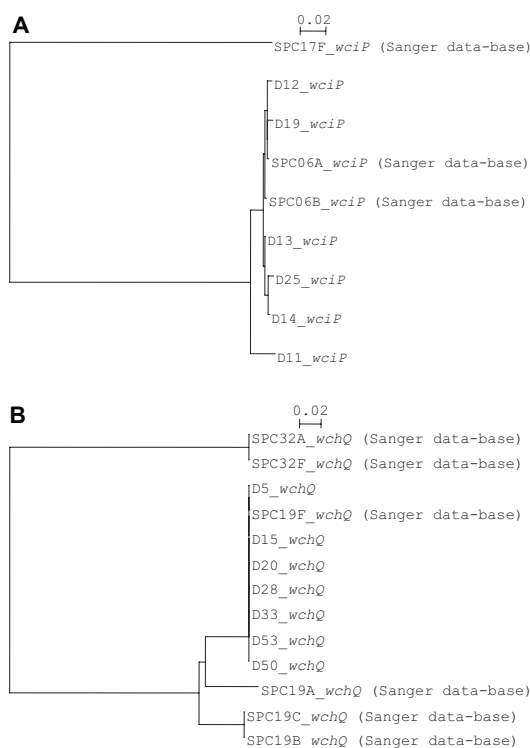 A
0.02
SPC17F_wciP (Sanger data-base)
D12_wciP
D19_wciP
SPC06A_wciP (Sanger data-base)
SPC06B_wciP (Sanger data-base)
D13_wciP
D25_wciP
D14_wciP
D11_wciP
B
0.02
SPC32A_wchQ (Sanger data-base)
SPC32F_wchQ (Sanger data-base)
D5_wchQ
SPC19F_wchQ (Sanger data-base)
D15_wchQ
D20_wchQ
D28_wchQ
D33_wchQ
D53_wchQ
D50_wchQ
SPC19A_wchQ (Sanger data-base)
SPC19C_wchQ (Sanger data-base)
SPC19B wchQ (Sanger data-base)